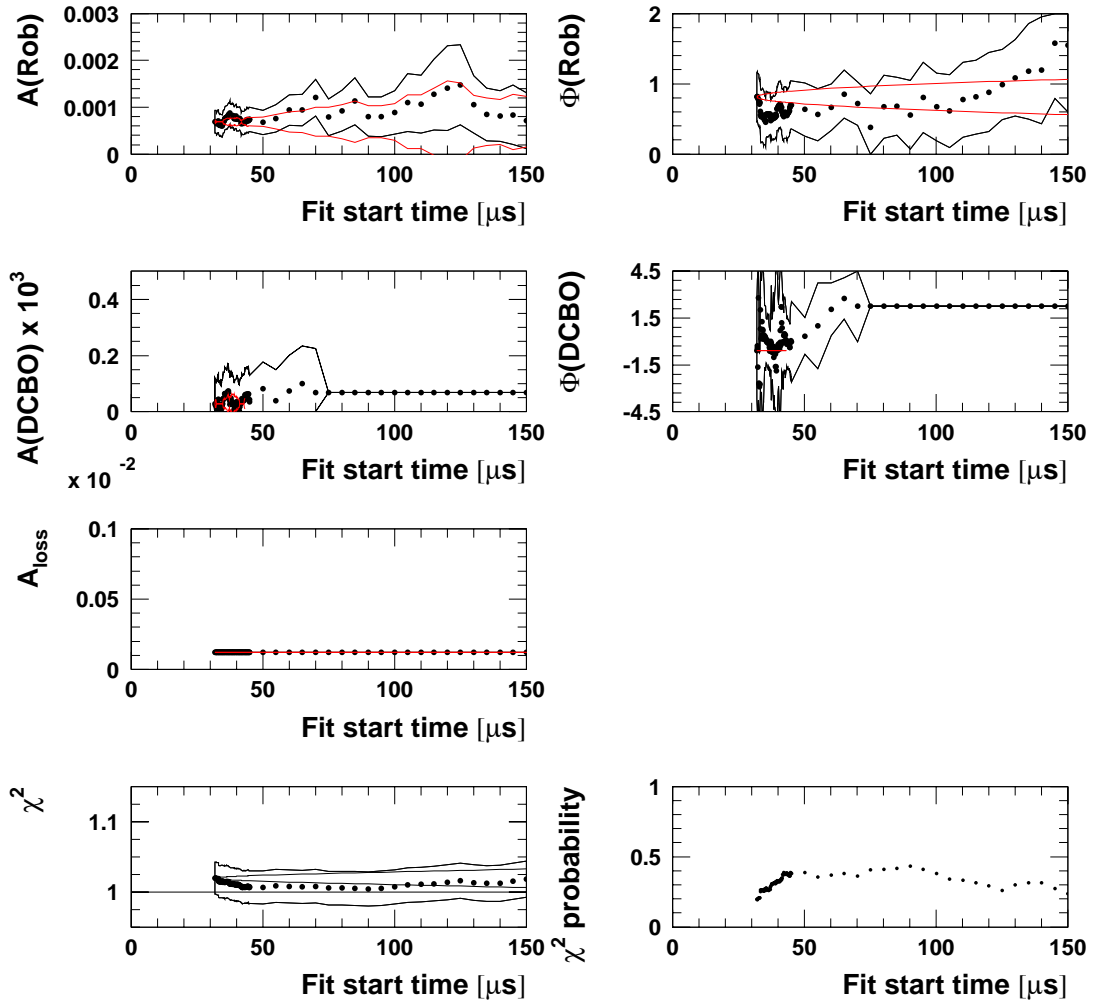 A(Rob)
0.003
0.002
0.001
0
0 50 100 150
Fit start time [μs]
Φ(Rob)
2
1
0
0 50 100 150
Fit start time [μs]
A(DCBO) x 10³
0.4
0.2
0
0 50 100 150
Fit start time [μs]
Φ(DCBO)
4.5
1.5
-1.5
-4.5
0 50 100 150
Fit start time [μs]
x 10⁻²
A_loss
0.1
0.05
0
0 50 100 150
Fit start time [μs]
χ²
1.1
1
0 50 100 150
Fit start time [μs]
χ² probability
1
0.5
0
0 50 100 150
Fit start time [μs]